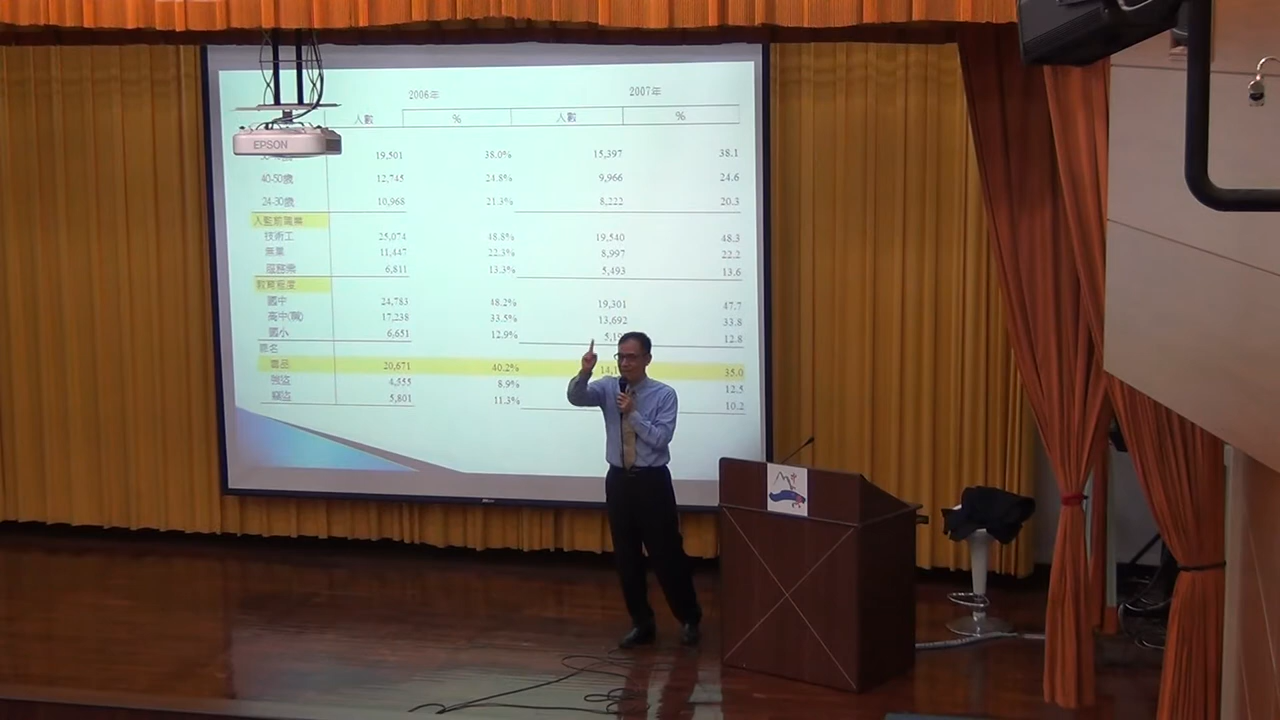 2006年 2007年
人數 % 人數 %
EPSON
19,501 38.0% 15,397 38.1
40-50歲 12,745 24.8% 9,966 24.6
24-30歲 10,968 21.3% 8,222 20.3
入監前職業
技術工 25,074 48.8% 19,540 48.3
無業 11,447 22.3% 8,997 22.2
服務業 6,811 13.3% 5,493 13.6
教育程度
國中 24,783 48.2% 19,301 47.7
高中(職) 17,238 33.5% 13,692 33.8
國小 6,651 12.9% 12.8
罪名
毒品 20,671 40.2% 35.0
強盜 4,555 8.9% 12.5
竊盜 5,801 11.3% 10.2